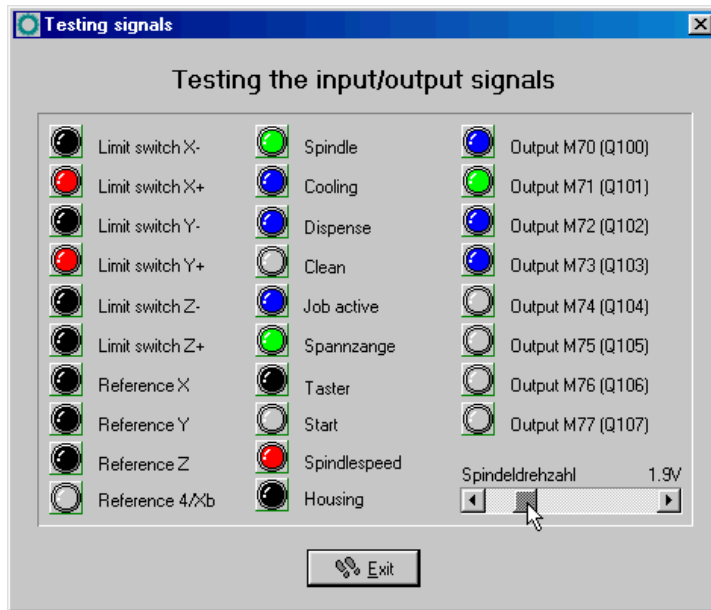 Testing signals
Testing the input/output signals
Limit switch X-
Limit switch X+
Limit switch Y-
Limit switch Y+
Limit switch Z-
Limit switch Z+
Reference X
Reference Y
Reference Z
Reference 4/Xb
Spindle
Cooling
Dispense
Clean
Job active
Spannzange
Taster
Start
Spindlespeed
Housing
Output M70 (Q100)
Output M71 (Q101)
Output M72 (Q102)
Output M73 (Q103)
Output M74 (Q104)
Output M75 (Q105)
Output M76 (Q106)
Output M77 (Q107)
Spindeldrehzahl 1.9V
Exit